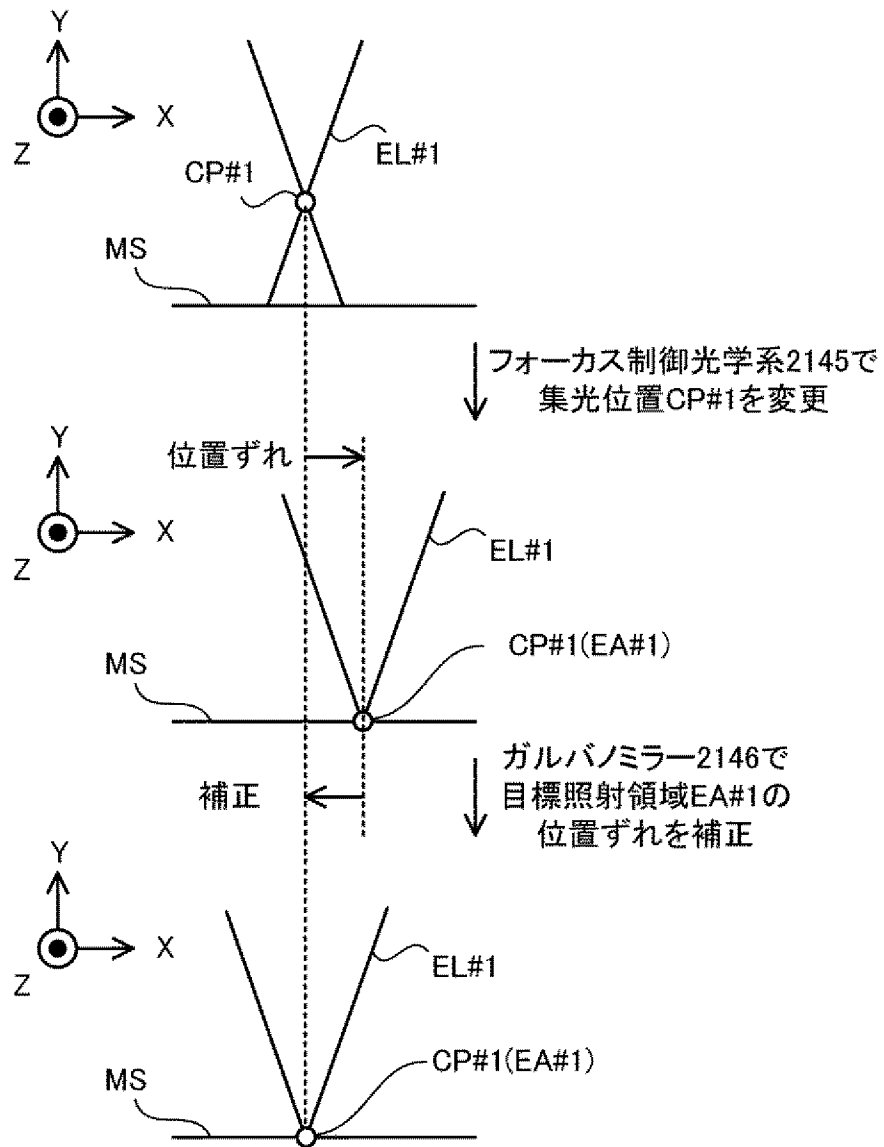 Y
X
Z
EL#1
CP#1
MS
フォーカス制御光学系2145で
集光位置CP#1を変更
位置ずれ
Y
X
Z
EL#1
CP#1(EA#1)
MS
ガルバノミラー2146で
目標照射領域EA#1の
位置ずれを補正
補正
Y
X
Z
EL#1
CP#1(EA#1)
MS